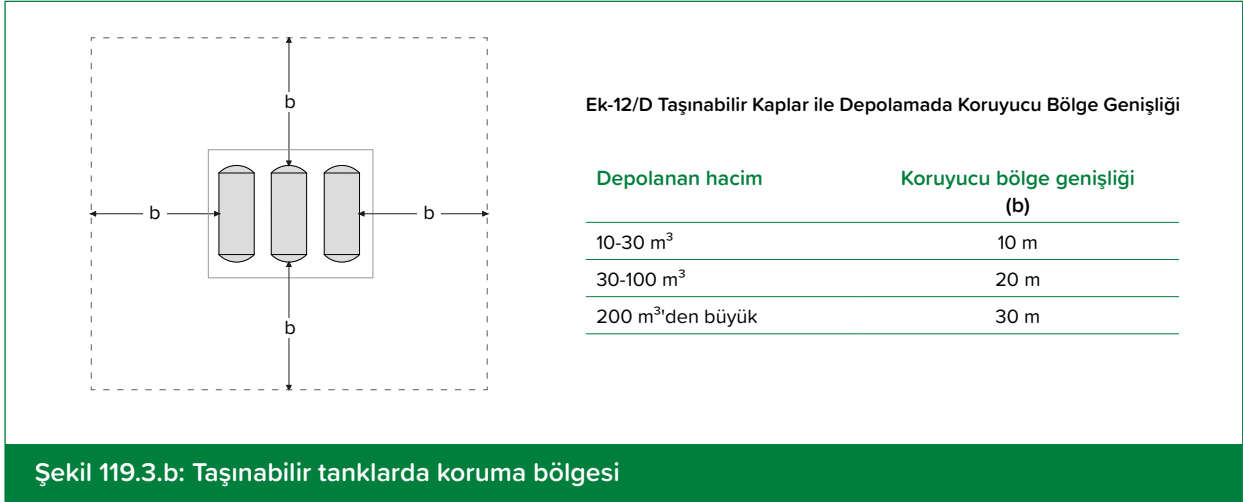 b
b
b
b
Ek-12/D Taşınabilir Kaplar ile Depolamada Koruyucu Bölge Genişliği
Depolanan hacim Koruyucu bölge genişliği
(b)
10-30 m³ 10 m
30-100 m³ 20 m
200 m³'den büyük 30 m
Şekil 119.3.b: Taşınabilir tanklarda koruma bölgesi